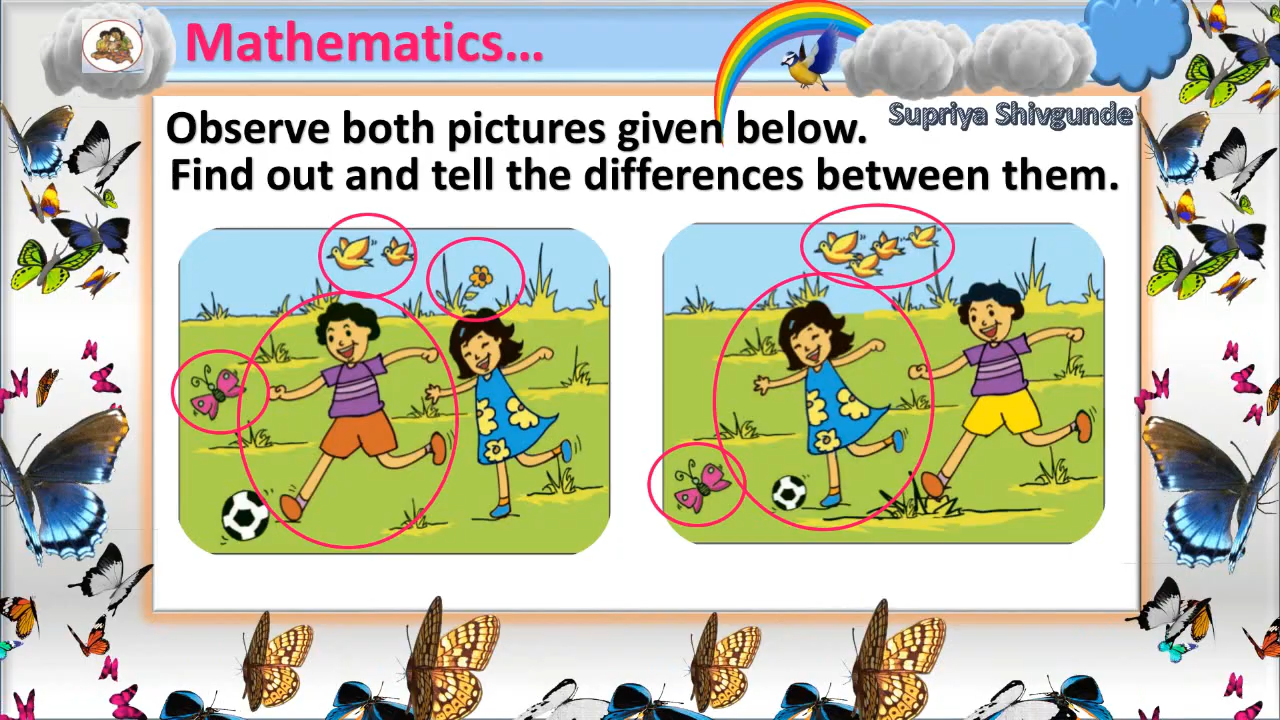 Mathematics...
Supriya Shivgunde
Observe both pictures given below.
Find out and tell the differences between them.